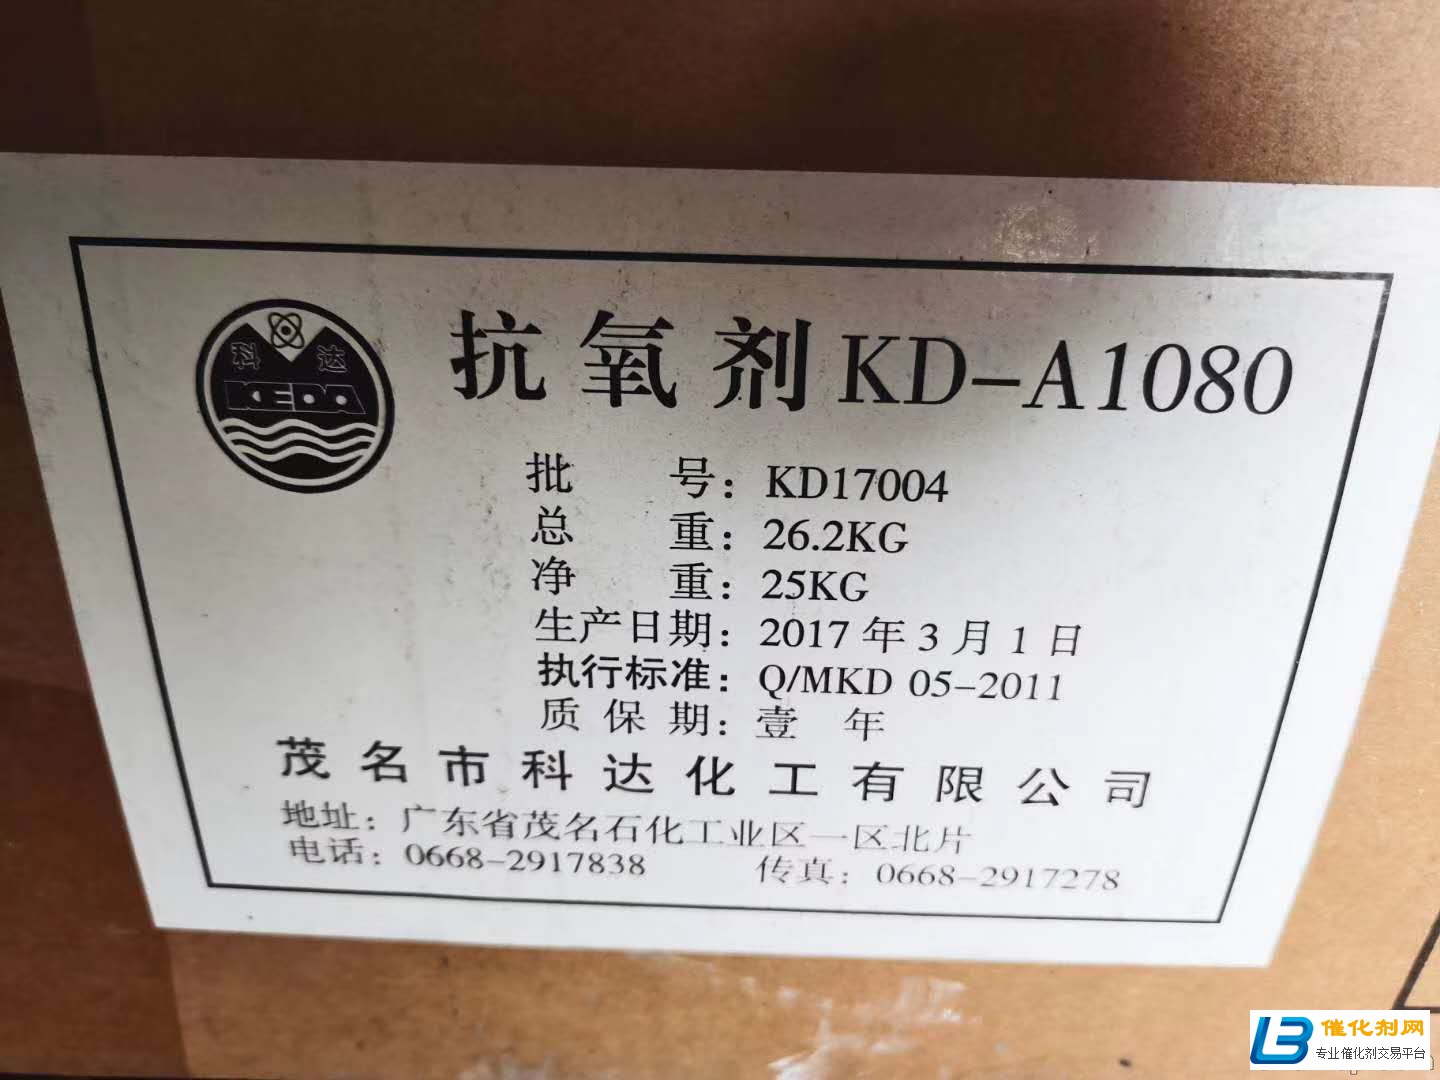 科 达
KEDA
抗氧剂KD-A1080
批 号：KD17004
总 重：26.2KG
净 重：25KG
生产日期：2017 年 3 月 1 日
执行标准：Q/MKD 05-2011
质 保 期：壹 年
茂名市科达化工有限公司
地址：广东省茂名石化工业区一区北片
电话：0668-2917838 传真：0668-2917278
催化剂网
专业催化剂交易平台